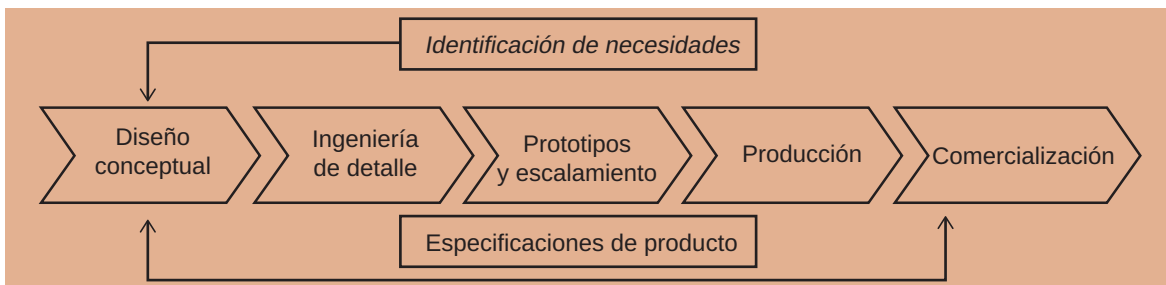 Identificación de necesidades
Diseño
conceptual
Ingeniería
de detalle
Prototipos
y escalamiento
Producción
Comercialización
Especificaciones de producto